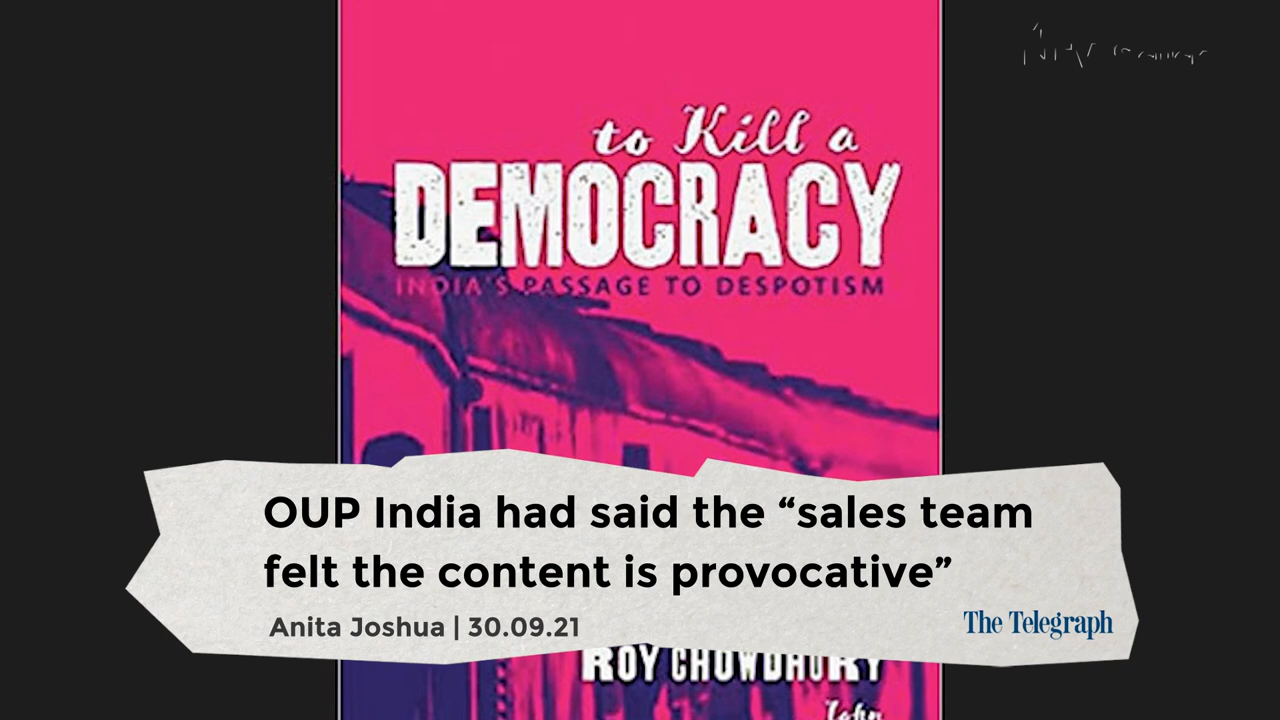 to Kill a
DEMOCRACY
INDIA'S PASSAGE TO DESPOTISM
OUP India had said the “sales team
felt the content is provocative”
Anita Joshua | 30.09.21
The Telegraph
ROY CHOWDHURY
John